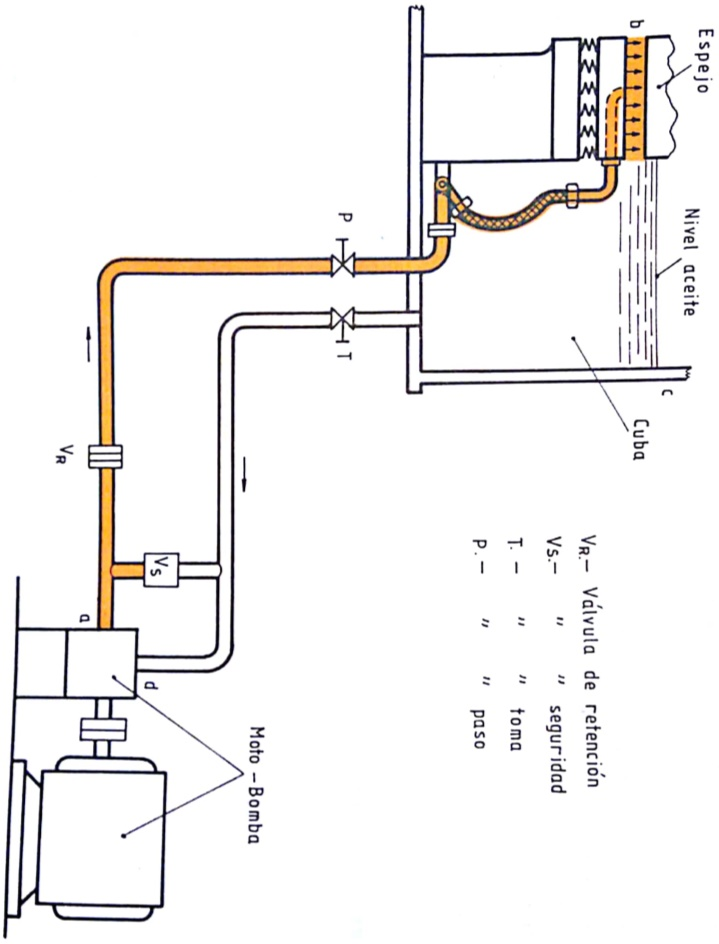 Espejo
b
Nivel aceite
c
Cuba
P
T
VR
VS
a
d
Moto - Bomba
VR.- Válvula de retención
VS.- " " seguridad
T. - " " toma
P. - " " paso